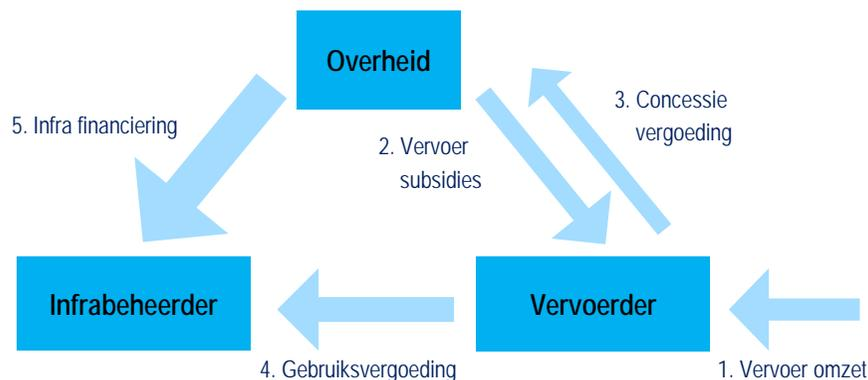 Overheid
5. Infra financiering
2. Vervoer
subsidies
3. Concessie
vergoeding
Infrabeheerder
Vervoerder
4. Gebruiksvergoeding
1. Vervoer omzet